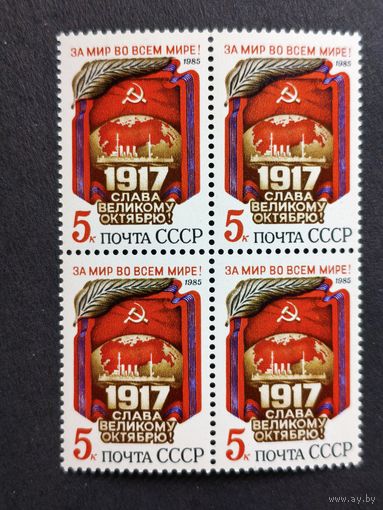 ЗА МИР ВО ВСЕМ МИРЕ!
1985
1917
СЛАВА
ВЕЛИКОМУ
ОКТЯБРЮ!
5к ПОЧТА СССР
ЗА МИР ВО ВСЕМ МИРЕ!
1985
1917
СЛАВА
ВЕЛИКОМУ
ОКТЯБРЮ!
5к ПОЧТА СССР
ЗА МИР ВО ВСЕМ МИРЕ!
1985
1917
СЛАВА
ВЕЛИКОМУ
ОКТЯБРЮ!
5к ПОЧТА СССР
ЗА МИР ВО ВСЕМ МИРЕ!
1985
1917
СЛАВА
ВЕЛИКОМУ
ОКТЯБРЮ!
5к ПОЧТА СССР
www.ay.by